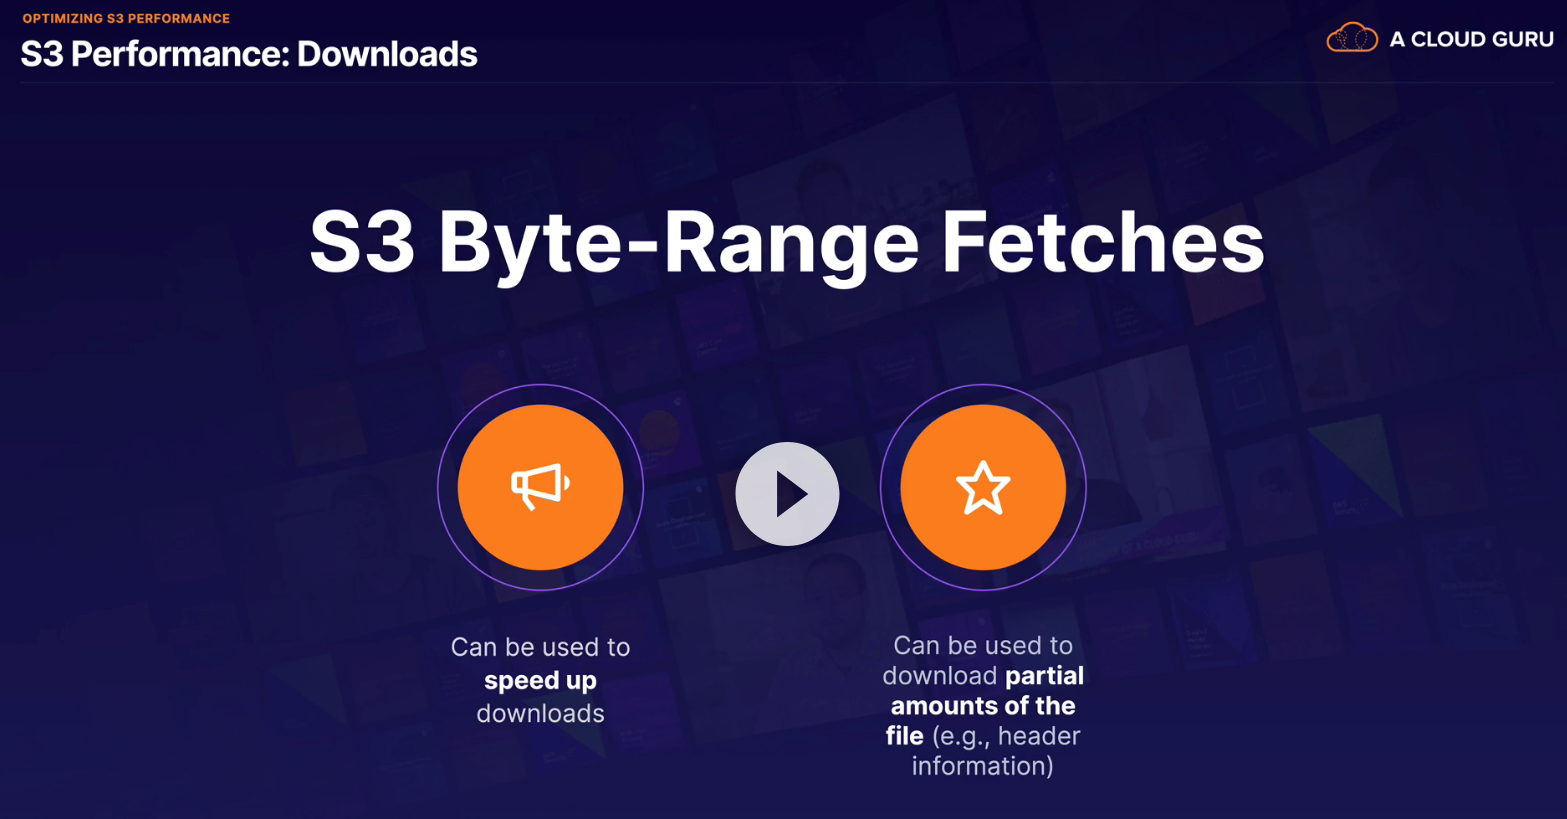 OPTIMIZING S3 PERFORMANCE
S3 Performance: Downloads
A CLOUD GURU
S3 Byte-Range Fetches
Can be used to
speed up
downloads
Can be used to
download partial
amounts of the
file (e.g., header
information)